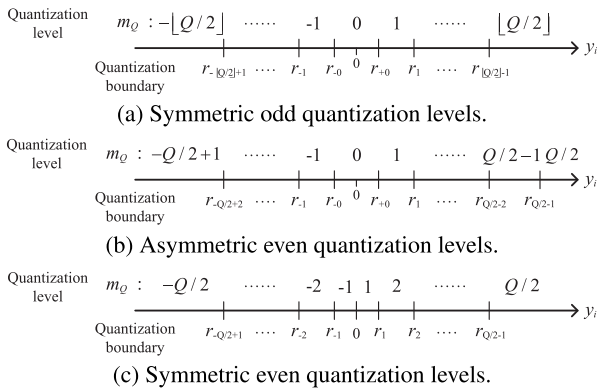 Quantization level m_Q : -⌊Q/2⌋ ······ -1 0 1 ······ ⌊Q/2⌋
y_i
Quantization boundary r_{-⌊Q/2⌋+1} ···· r_{-1} r_{-0} 0 r_{+0} r_1 ···· r_{⌊Q/2⌋-1}
(a) Symmetric odd quantization levels.
Quantization level m_Q : -Q/2+1 ······ -1 0 1 ······ Q/2-1 Q/2
y_i
Quantization boundary r_{-Q/2+2} ···· r_{-1} r_{-0} 0 r_{+0} r_1 ···· r_{Q/2-2} r_{Q/2-1}
(b) Asymmetric even quantization levels.
Quantization level m_Q : -Q/2 ······ -2 -1 1 2 ······ Q/2
y_i
Quantization boundary r_{-Q/2+1} ···· r_{-2} r_{-1} 0 r_1 r_2 ···· r_{Q/2-1}
(c) Symmetric even quantization levels.